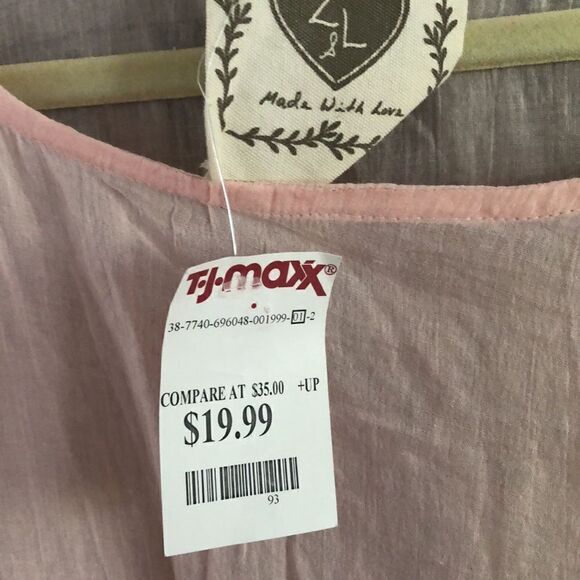 L & L
Made With Love
T·J·maxx®
38-7740-696048-001999-01-2
COMPARE AT $35.00 +UP
$19.99
93